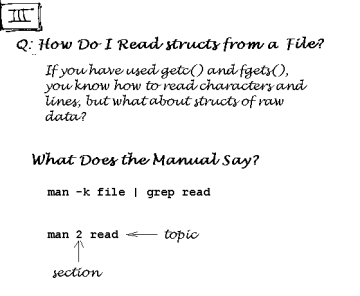 III
Q: How Do I Read structs from a File?
If you have used getc() and fgets(),
you know how to read characters and
lines, but what about structs of raw
data?
What Does the Manual Say?
man -k file | grep read
man 2 read topic
section